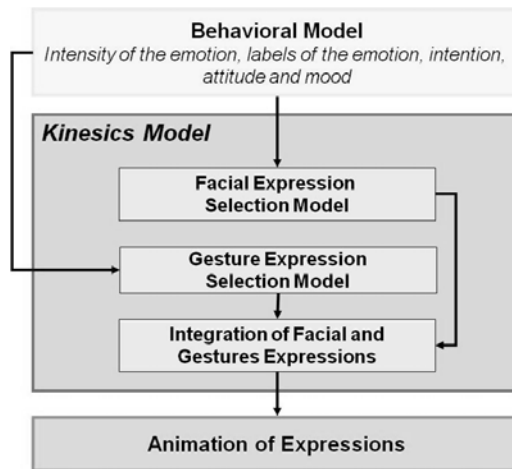 Behavioral Model
Intensity of the emotion, labels of the emotion, intention,
attitude and mood
Kinesics Model
Facial Expression
Selection Model
Gesture Expression
Selection Model
Integration of Facial and
Gestures Expressions
Animation of Expressions